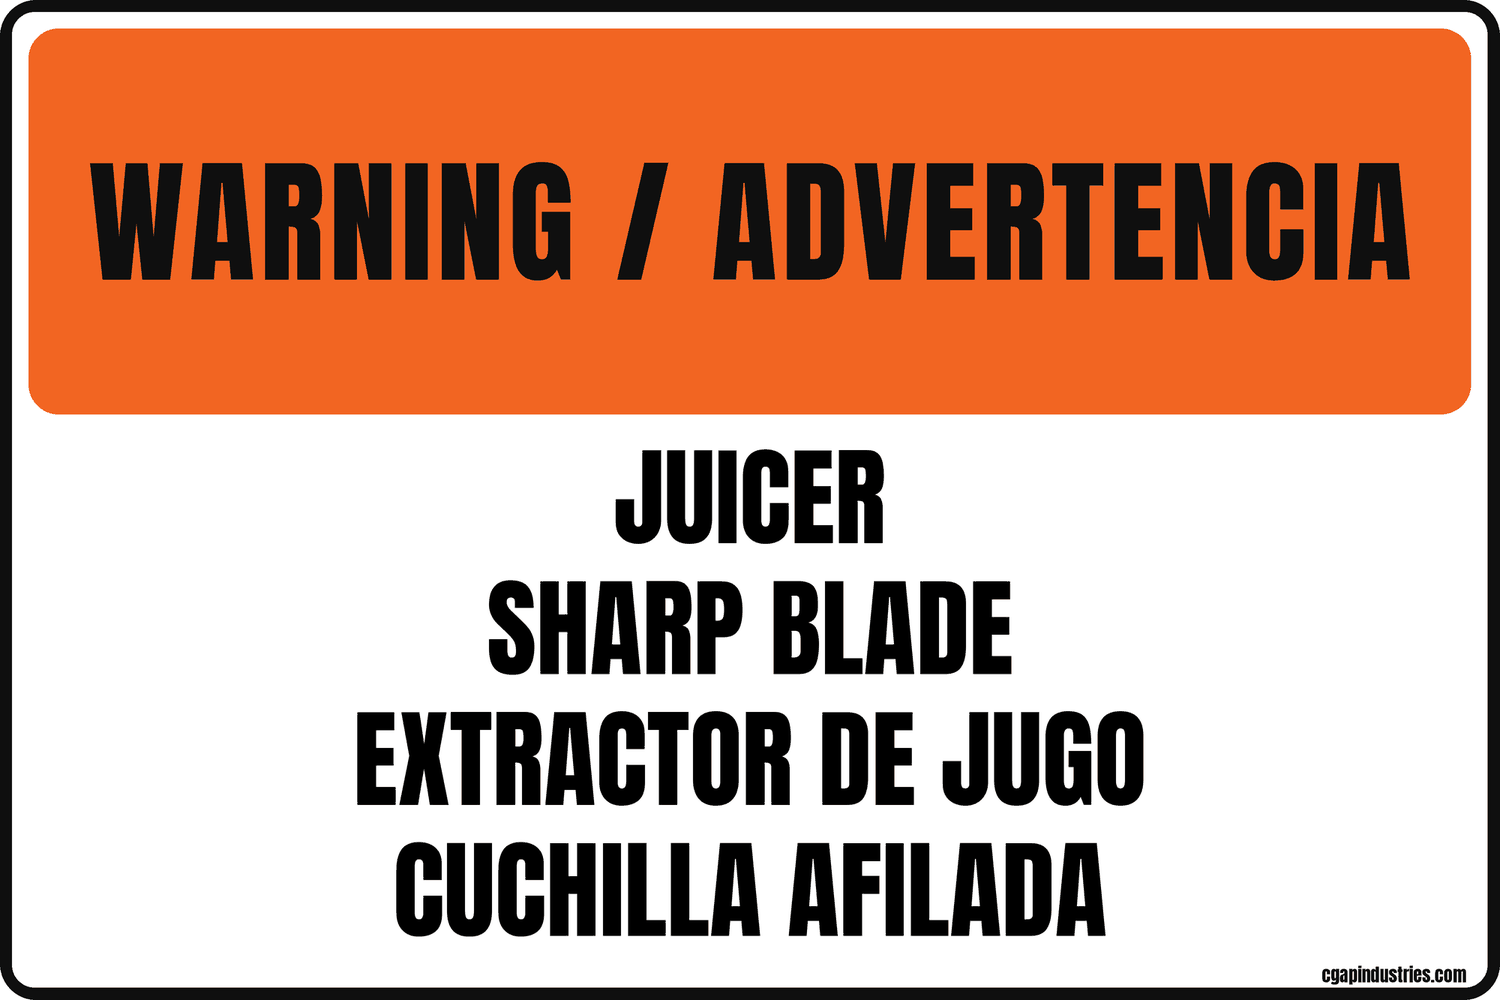 WARNING / ADVERTENCIA
JUICER
SHARP BLADE
EXTRACTOR DE JUGO
CUCHILLA AFILADA
cgapindustries.com